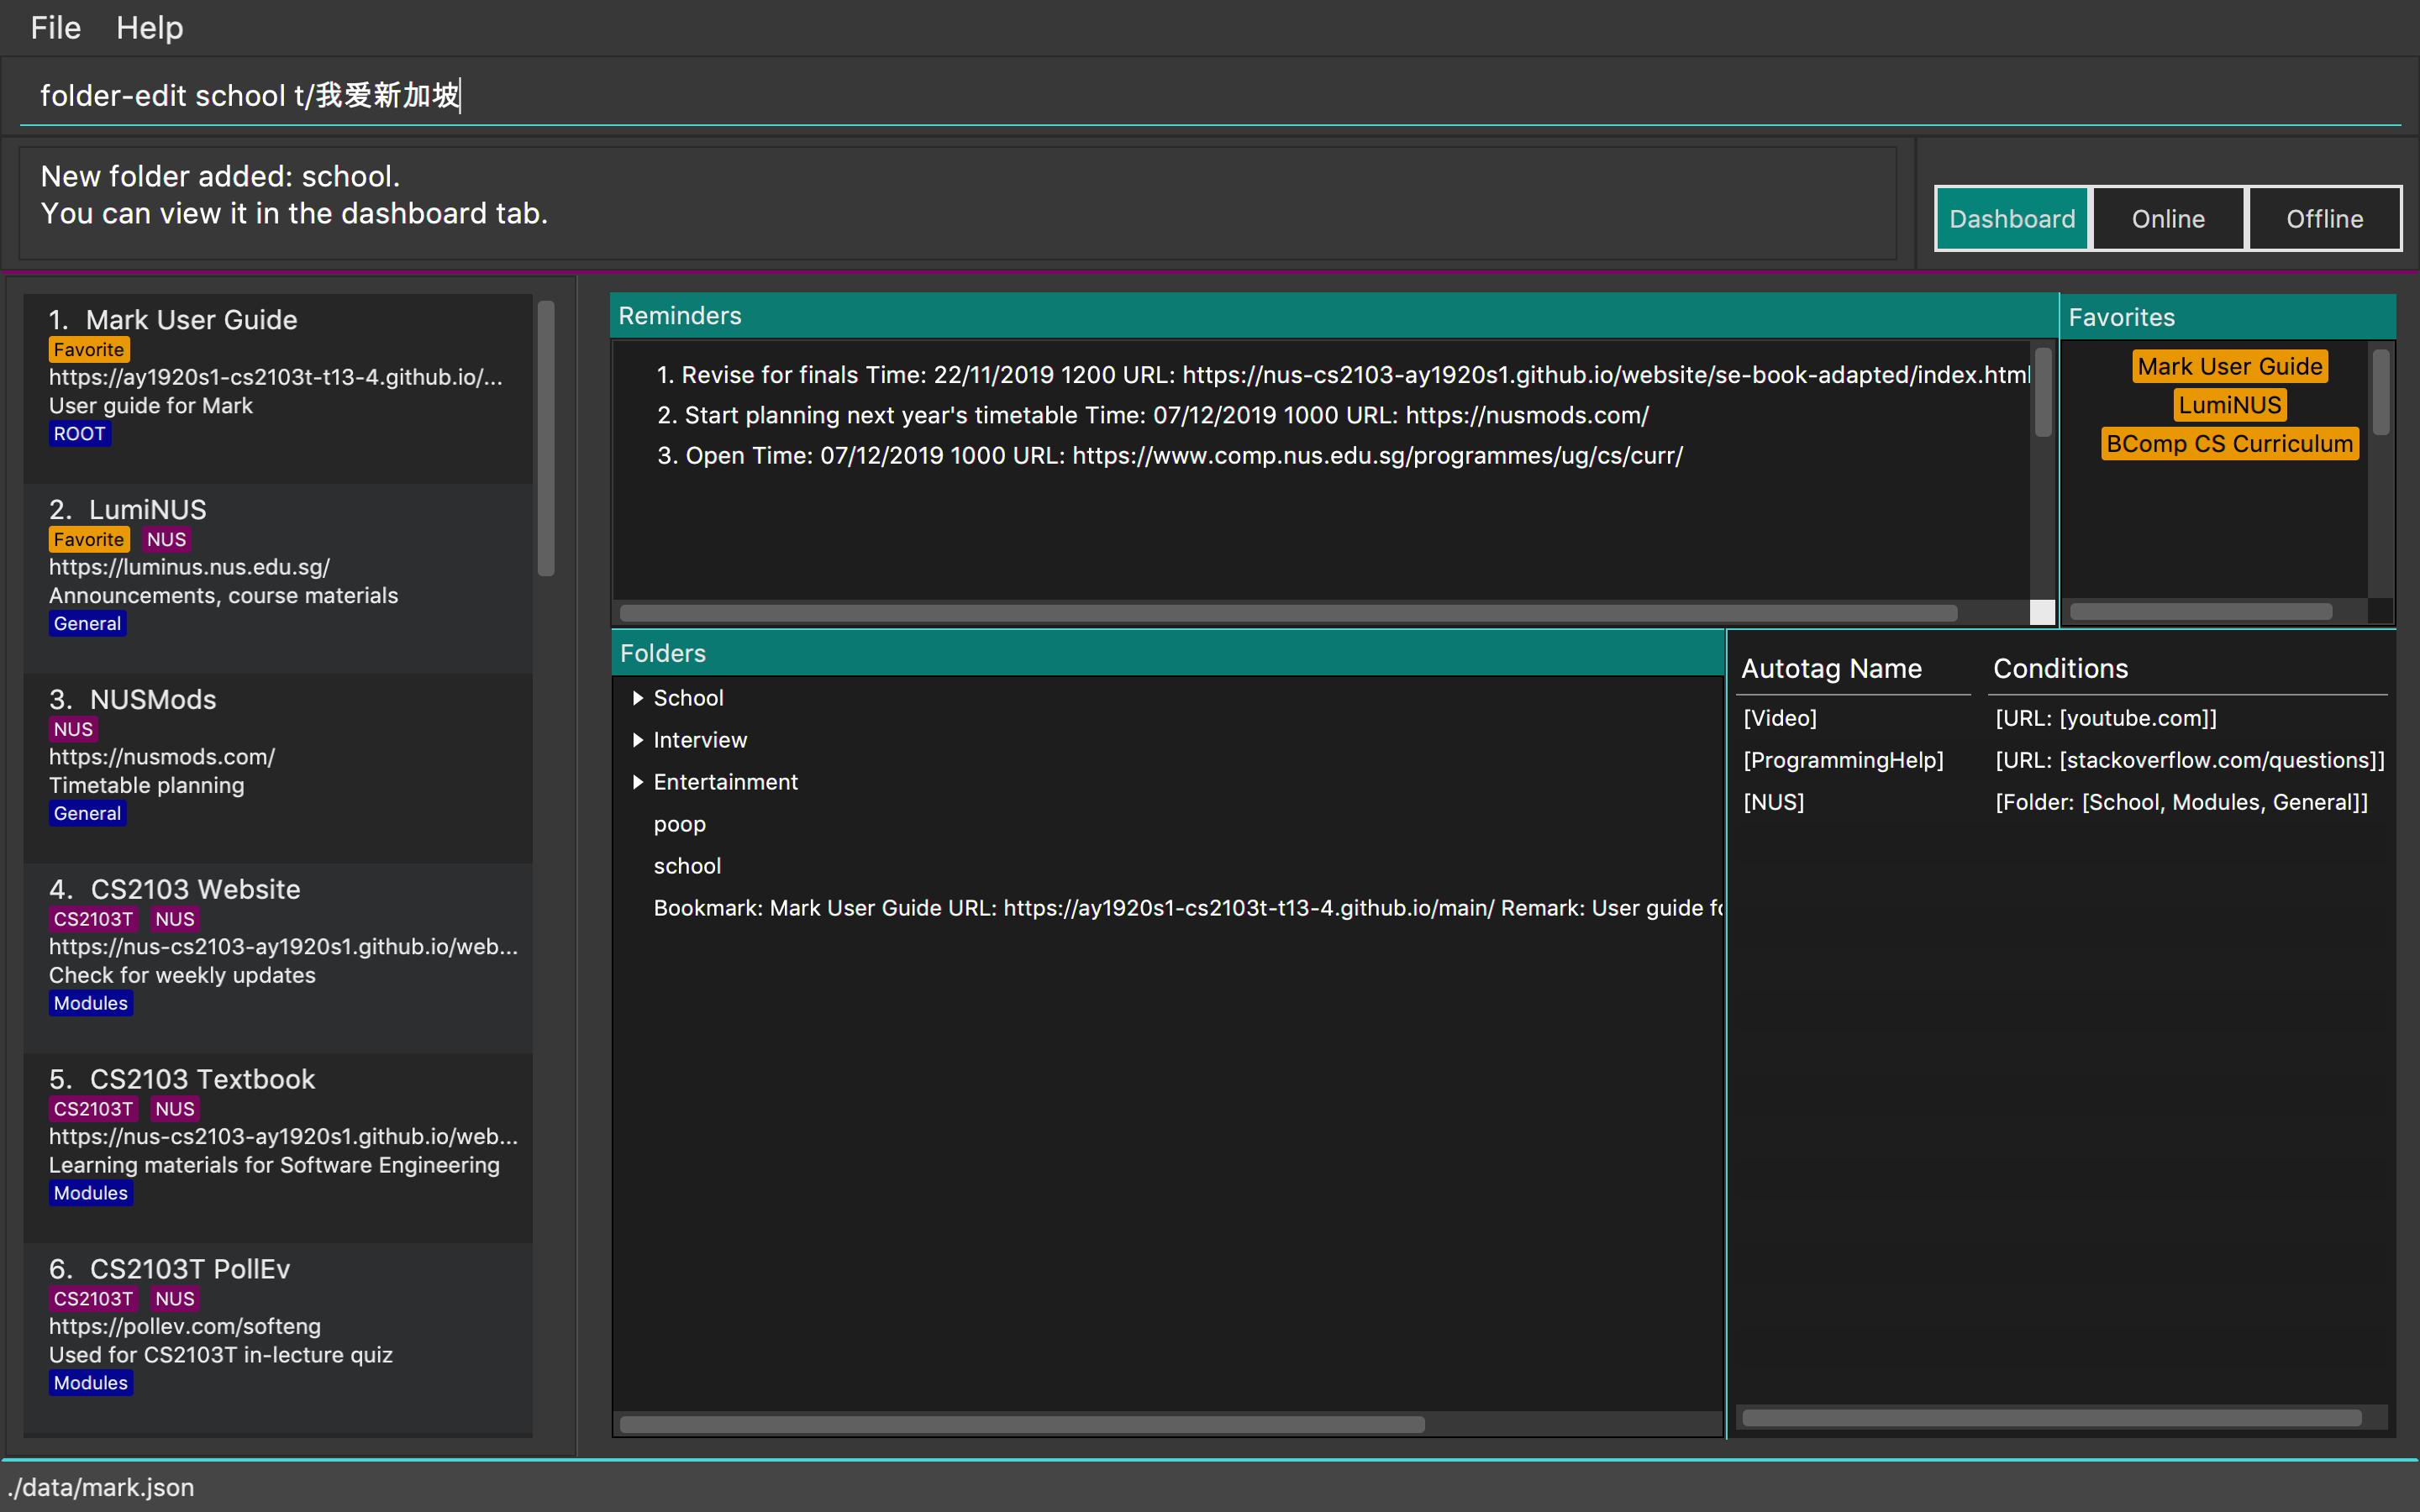 File Help
folder-edit school t/我爱新加坡
New folder added: school.
You can view it in the dashboard tab.
Dashboard Online Offline
1. Mark User Guide
Favorite
https://ay1920s1-cs2103t-t13-4.github.io/...
User guide for Mark
ROOT
2. LumiNUS
Favorite NUS
https://luminus.nus.edu.sg/
Announcements, course materials
General
3. NUSMods
NUS
https://nusmods.com/
Timetable planning
General
4. CS2103 Website
CS2103T NUS
https://nus-cs2103-ay1920s1.github.io/web...
Check for weekly updates
Modules
5. CS2103 Textbook
CS2103T NUS
https://nus-cs2103-ay1920s1.github.io/web...
Learning materials for Software Engineering
Modules
6. CS2103T PollEv
CS2103T NUS
https://pollev.com/softeng
Used for CS2103T in-lecture quiz
Modules
Reminders
1. Revise for finals Time: 22/11/2019 1200 URL: https://nus-cs2103-ay1920s1.github.io/website/se-book-adapted/index.html
2. Start planning next year's timetable Time: 07/12/2019 1000 URL: https://nusmods.com/
3. Open Time: 07/12/2019 1000 URL: https://www.comp.nus.edu.sg/programmes/ug/cs/curr/
Favorites
Mark User Guide
LumiNUS
BComp CS Curriculum
Folders
School
Interview
Entertainment
poop
school
Bookmark: Mark User Guide URL: https://ay1920s1-cs2103t-t13-4.github.io/main/ Remark: User guide
Autotag Name Conditions
[Video] [URL: [youtube.com]]
[ProgrammingHelp] [URL: [stackoverflow.com/questions]]
[NUS] [Folder: [School, Modules, General]]
./data/mark.json